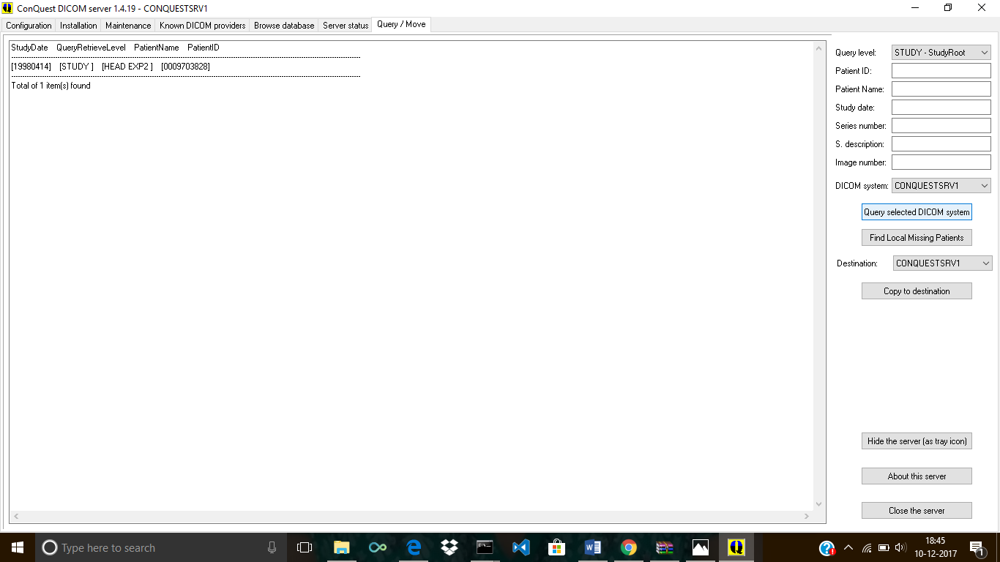 ConQuest DICOM server 1.4.19 - CONQUESTSRV1
Configuration Installation Maintenance Known DICOM providers Browse database Server status Query / Move
StudyDate QueryRetrieveLevel PatientName PatientID
[19980414] [STUDY ] [HEAD EXP2 ] [0009703828]
Total of 1 item(s) found
Query level: STUDY - StudyRoot
Patient ID:
Patient Name:
Study date:
Series number:
S. description:
Image number:
DICOM system: CONQUESTSRV1
Query selected DICOM system
Find Local Missing Patients
Destination: CONQUESTSRV1
Copy to destination
Hide the server (as tray icon)
About this server
Close the server
Type here to search
18:45
10-12-2017
1